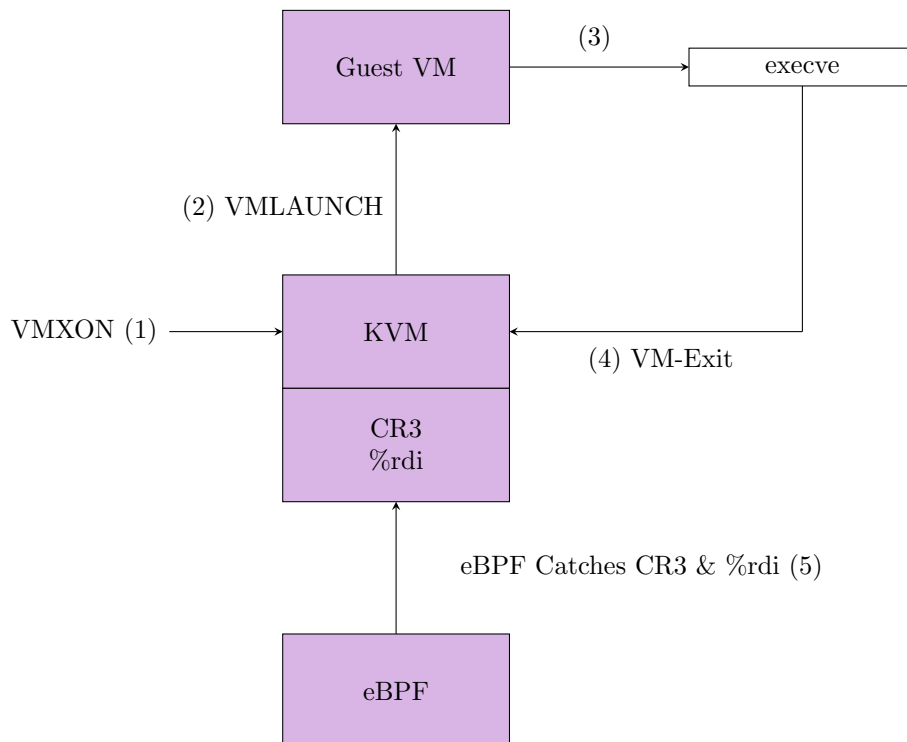 (3)
Guest VM
execve
(2) VMLAUNCH
VMXON (1)
KVM
(4) VM-Exit
CR3
%rdi
eBPF Catches CR3 & %rdi (5)
eBPF